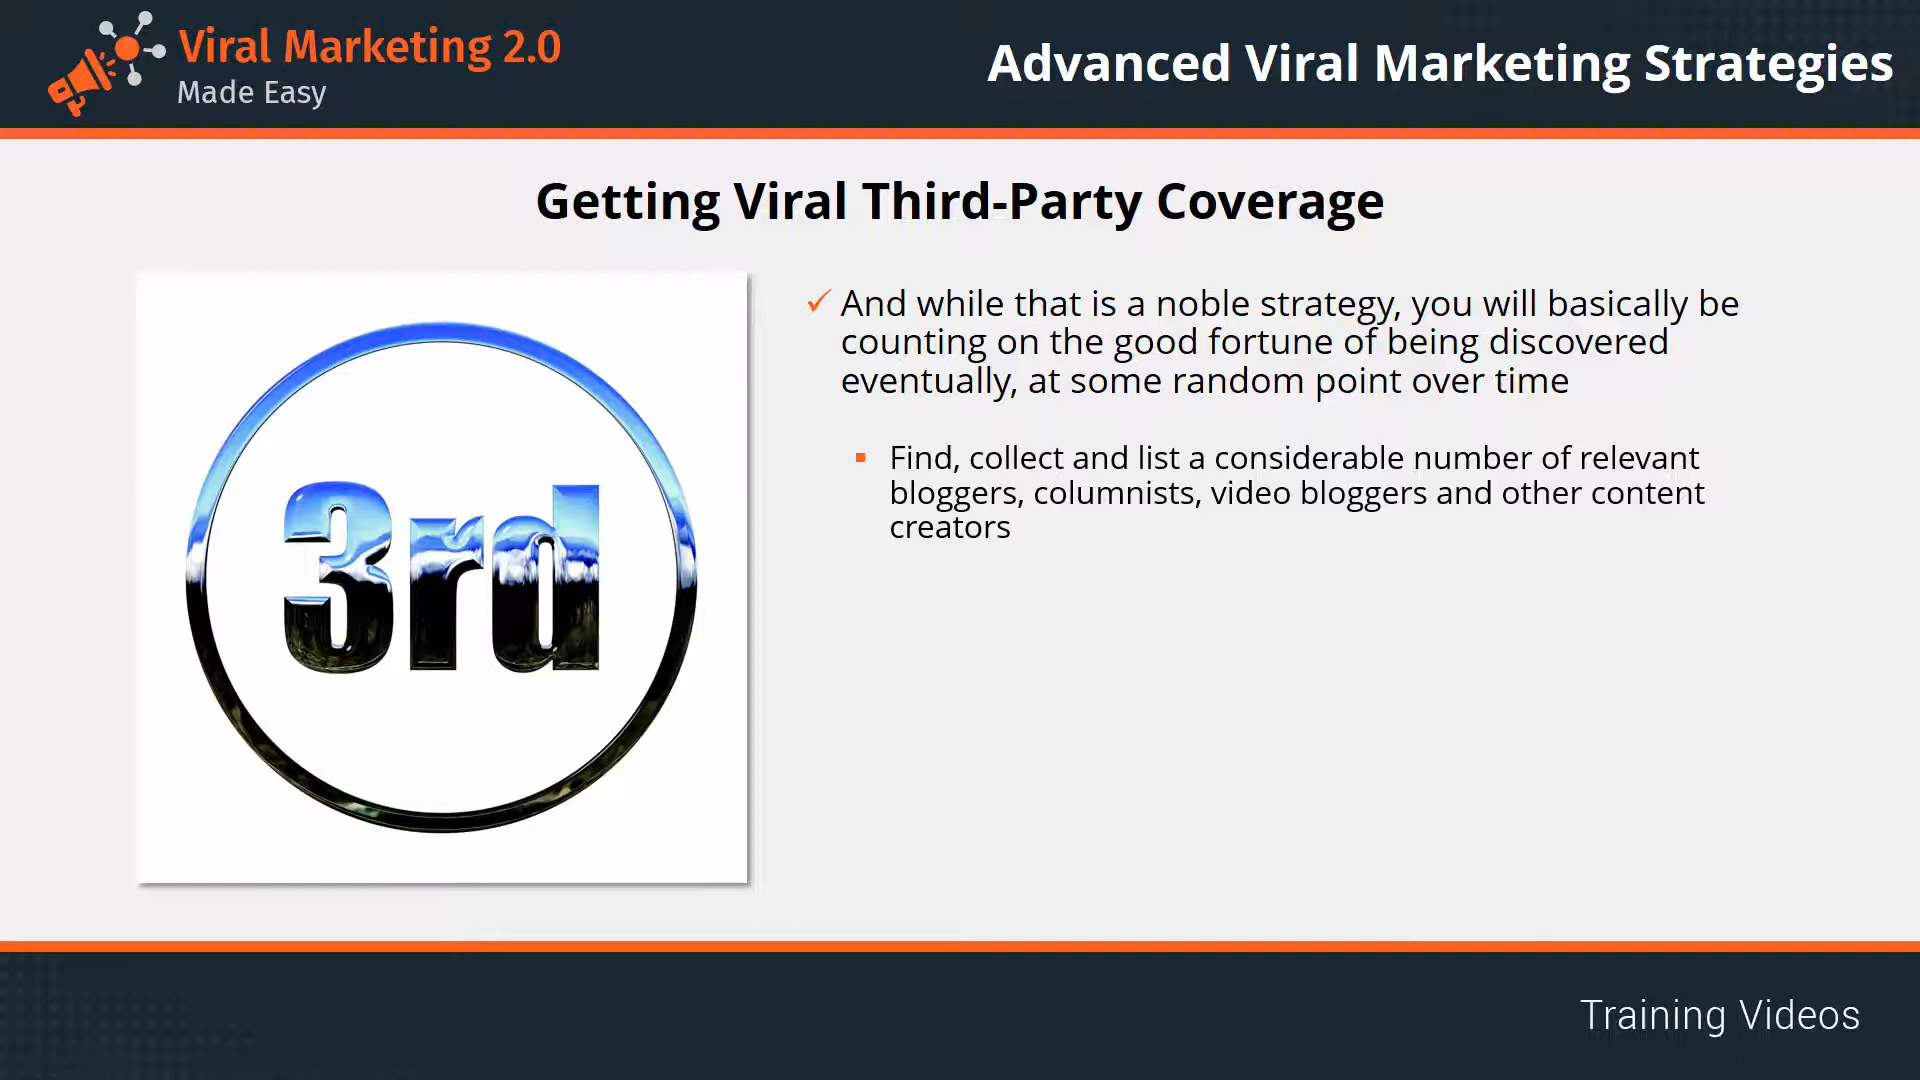 Viral Marketing 2.0
Made Easy
Advanced Viral Marketing Strategies
Getting Viral Third-Party Coverage
3rd
And while that is a noble strategy, you will basically be
counting on the good fortune of being discovered
eventually, at some random point over time
Find, collect and list a considerable number of relevant
bloggers, columnists, video bloggers and other content
creators
Training Videos